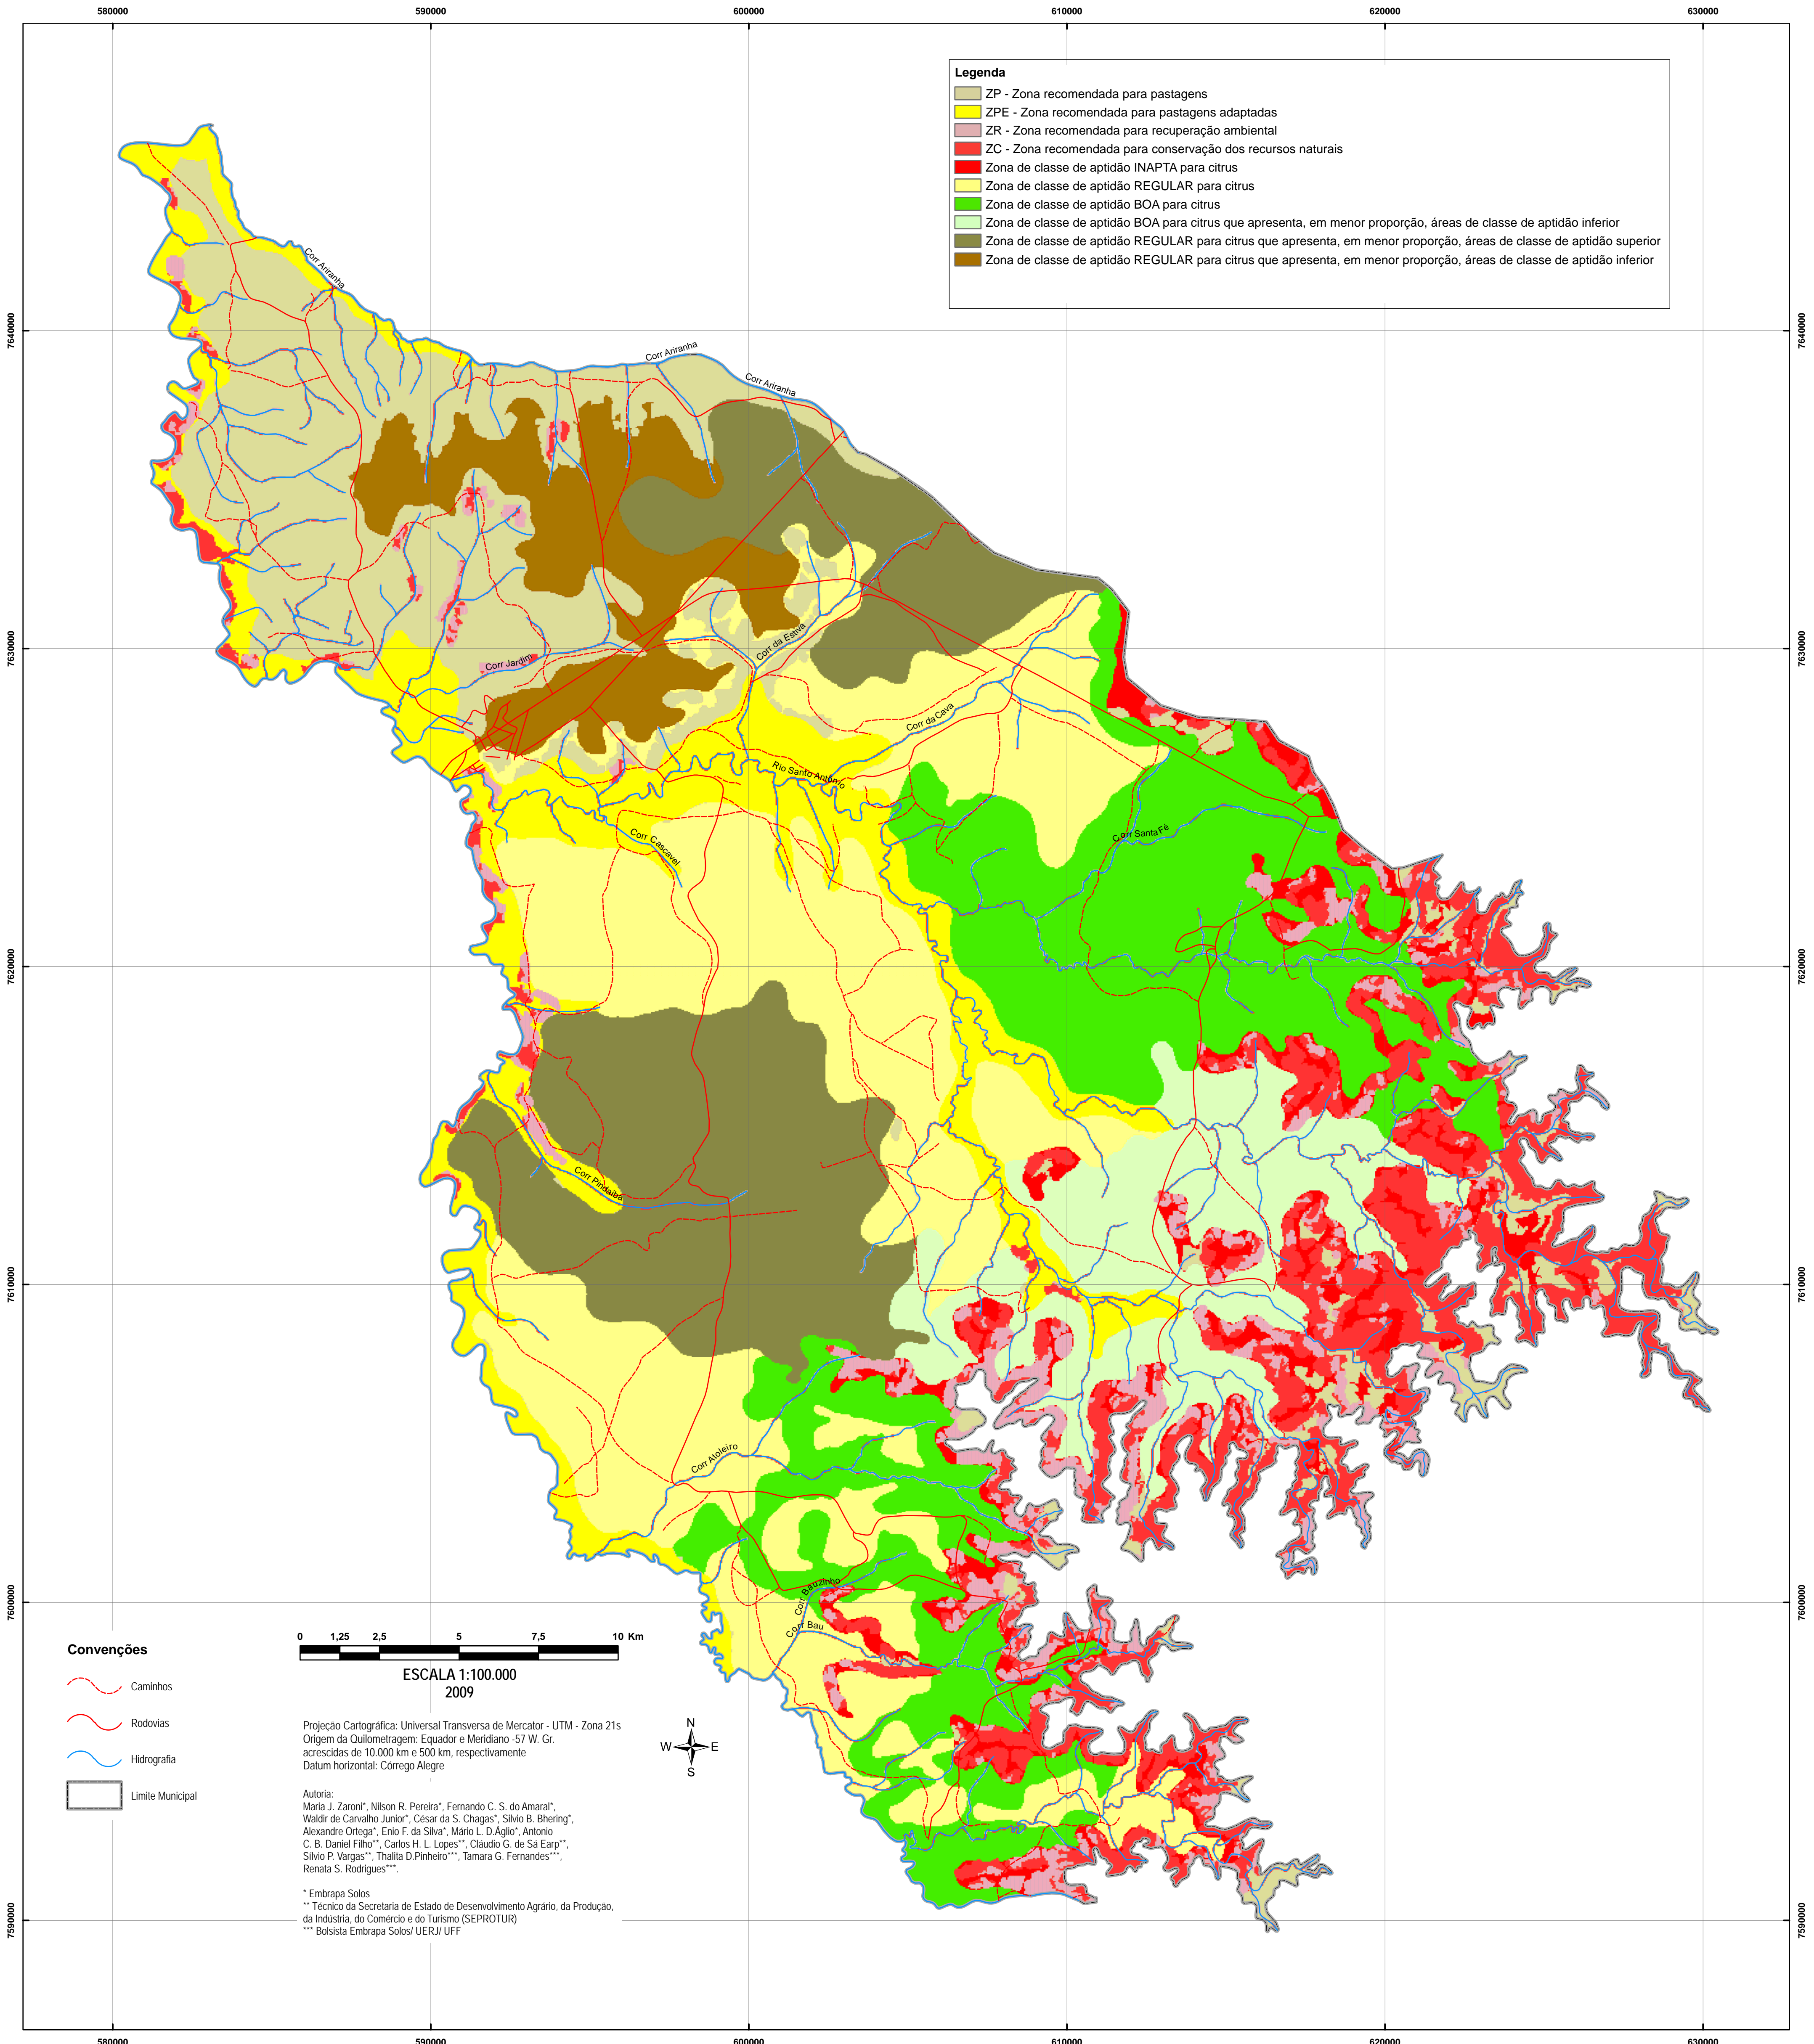 580000
590000
600000
610000
620000
630000
Legenda
ZP - Zona recomendada para pastagens
ZPE - Zona recomendada para pastagens adaptadas
ZR - Zona recomendada para recuperação ambiental
ZC - Zona recomendada para conservação dos recursos naturais
Zona de classe de aptidão INAPTA para citrus
Zona de classe de aptidão REGULAR para citrus
Zona de classe de aptidão BOA para citrus
Zona de classe de aptidão BOA para citrus que apresenta, em menor proporção, áreas de classe de aptidão inferior
Zona de classe de aptidão REGULAR para citrus que apresenta, em menor proporção, áreas de classe de aptidão superior
Zona de classe de aptidão REGULAR para citrus que apresenta, em menor proporção, áreas de classe de aptidão inferior
Corr Ariranha
7640000
7640000
Corr Ariranha
Corr Ariranha
Corr da Estiva
7630000
7630000
Corr Jardim
Corr da Cava
Rio Santo Antônio
Corr Santa Fé
Corr Cascavel
7620000
7620000
Corr Pindaíba
7610000
7610000
Corr Atoleiro
Corr Bauzinho
7600000
7600000
Corr Bau
Convenções
Caminhos
Rodovias
Hidrografia
Limite Municipal
0 1,25 2,5 5 7,5 10 Km
ESCALA 1:100.000
2009
Projeção Cartográfica: Universal Transversa de Mercator - UTM - Zona 21s
Origem da Quilometragem: Equador e Meridiano -57 W. Gr.
acrescidas de 10.000 km e 500 km, respectivamente
Datum horizontal: Córrego Alegre
N
W E
S
Autoria:
Maria J. Zaroni*, Nilson R. Pereira*, Fernando C. S. do Amaral*,
Waldir de Carvalho Junior*, César da S. Chagas*, Silvio B. Bhering*,
Alexandre Ortega*, Enio F. da Silva*, Mário L. D.Áglio*, Antonio
C. B. Daniel Filho**, Carlos H. L. Lopes**, Cláudio G. de Sá Earp**,
Silvio P. Vargas**, Thalita D.Pinheiro***, Tamara G. Fernandes***,
Renata S. Rodrigues***.
* Embrapa Solos
** Técnico da Secretaria de Estado de Desenvolvimento Agrário, da Produção,
da Indústria, do Comércio e do Turismo (SEPROTUR)
*** Bolsista Embrapa Solos/ UERJ/ UFF
7590000
7590000
580000
590000
600000
610000
620000
630000